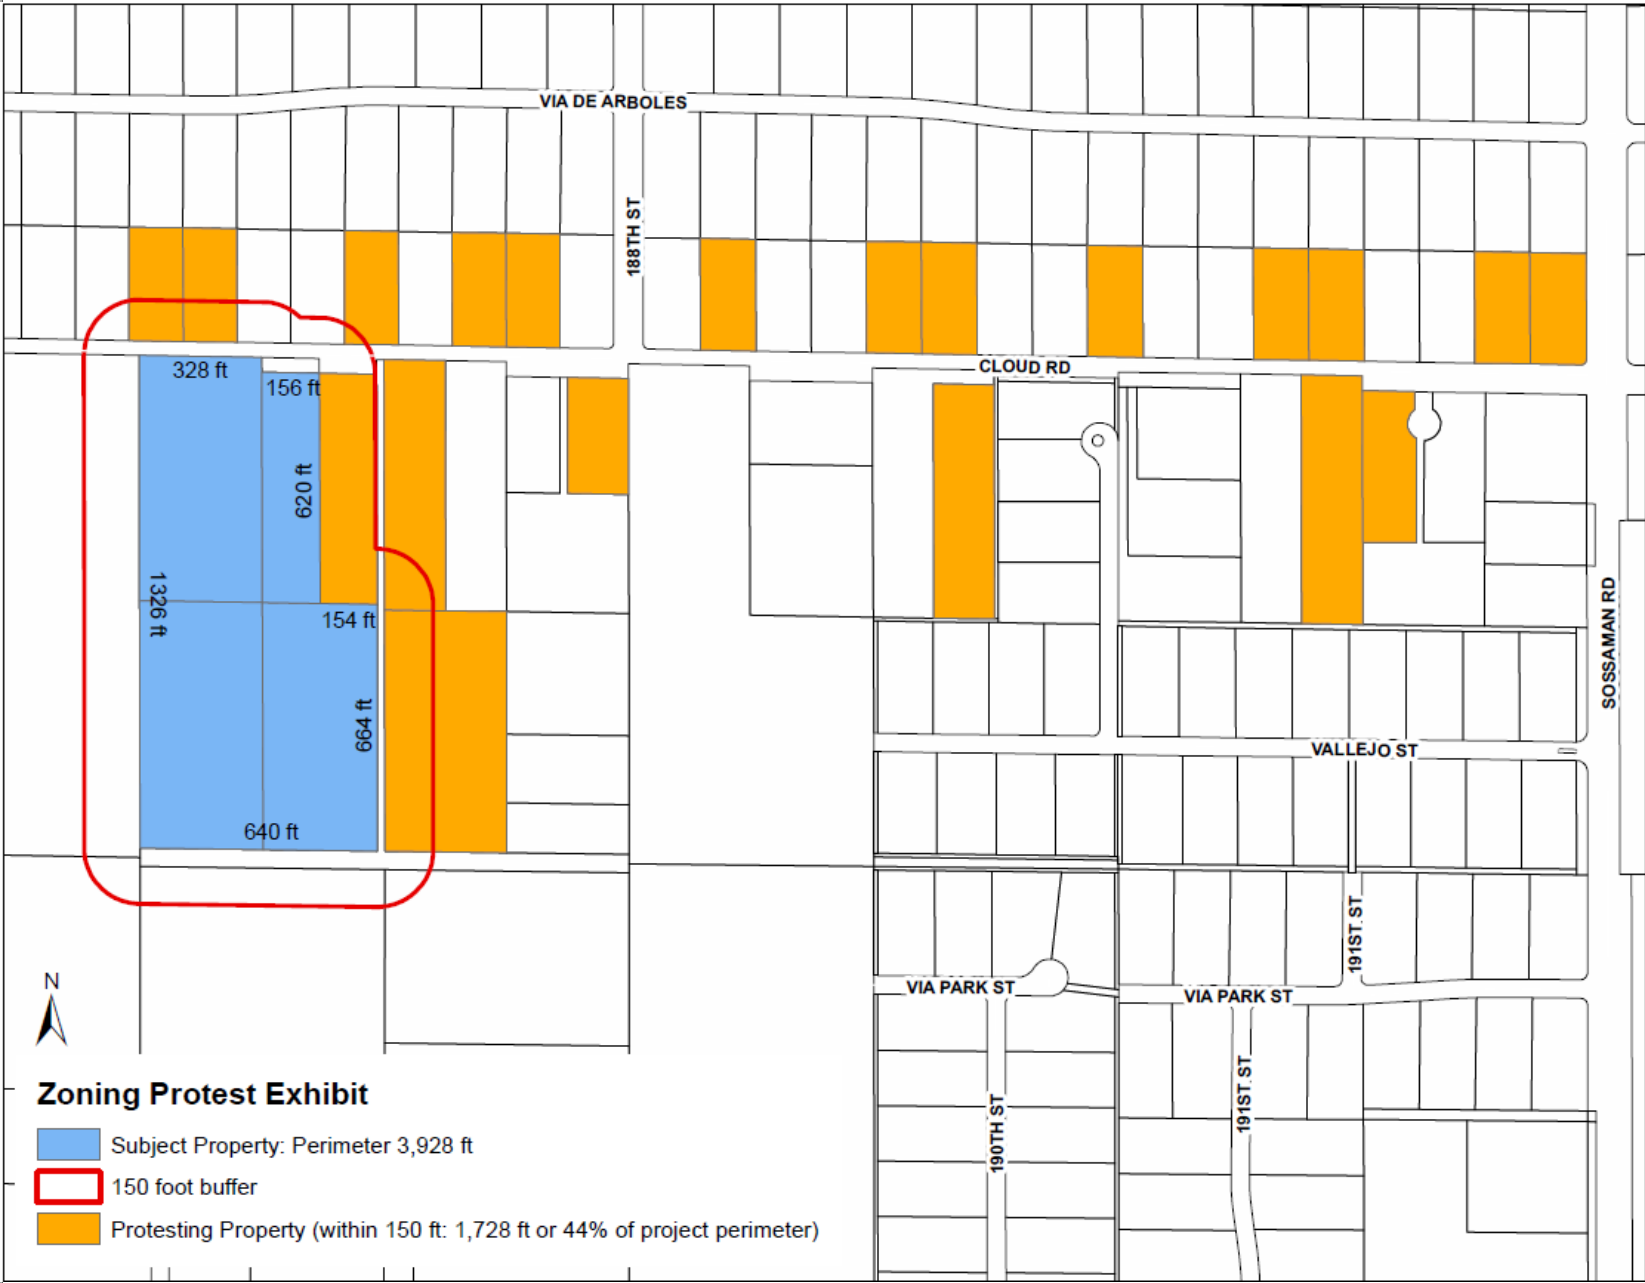 VIA DE ARBOLES
188TH ST
CLOUD RD
328 ft
156 ft
620 ft
1326 ft
154 ft
664 ft
640 ft
SOSSAMAN RD
VALLEJO ST
191ST ST
VIA PARK ST
VIA PARK ST
190TH ST
191ST ST
N
Zoning Protest Exhibit
Subject Property: Perimeter 3,928 ft
150 foot buffer
Protesting Property (within 150 ft: 1,728 ft or 44% of project perimeter)